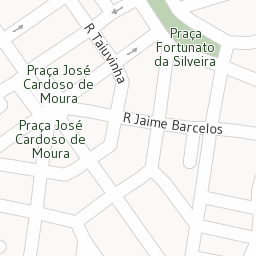 R Taiuvinha
Praça
Fortunato
da Silveira
Praça José
Cardoso de
Moura
R Jaime Barcelos
Praça José
Cardoso de
Moura